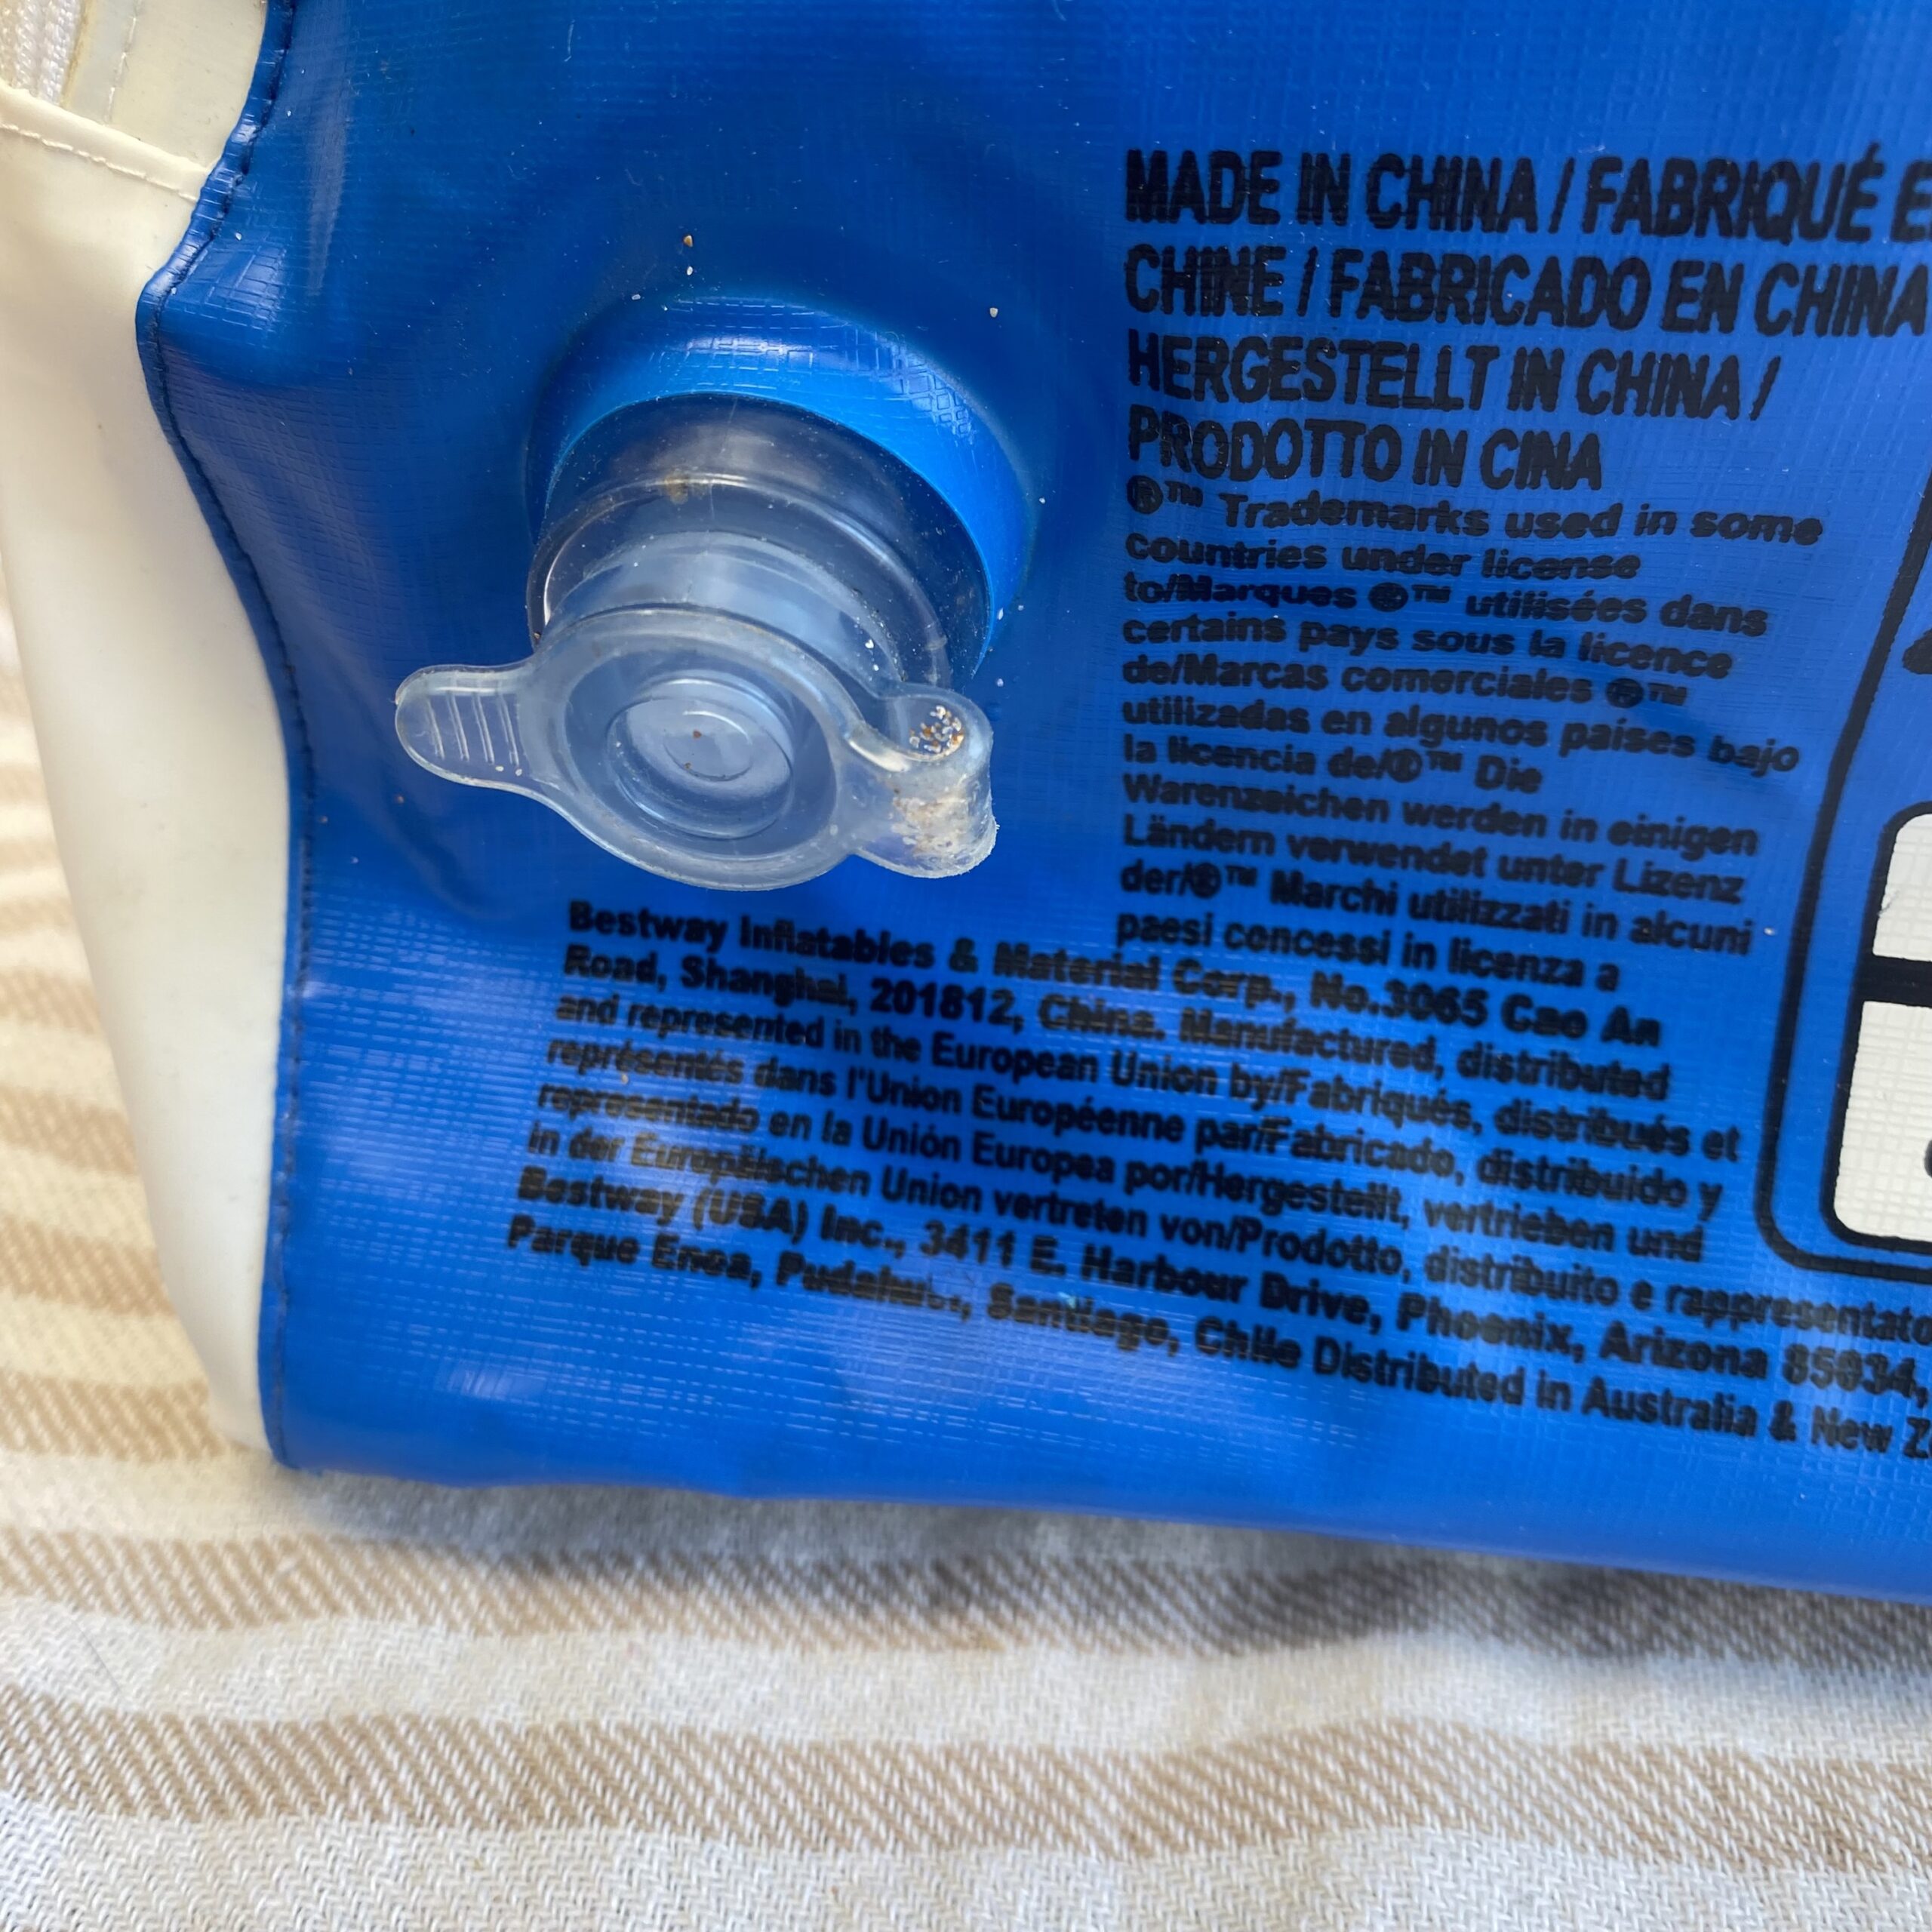 MADE IN CHINA / FABRIQUÉ E
CHINE / FABRICADO EN CHINA
HERGESTELLT IN CHINA /
PRODOTTO IN CINA
®™ Trademarks used in some
countries under license
to/Marques ®™ utilisées dans
certains pays sous la licence
de/Marcas comerciales ®™
utilizadas en algunos países bajo
la licencia de/®™ Die
Warenzeichen werden in einigen
Ländern verwendet unter Lizenz
der/®™ Marchi utilizzati in alcuni
paesi concessi in licenza a
Bestway Inflatables & Material Corp., No.3065 Cao An
Road, Shanghai, 201812, China. Manufactured, distributed
and represented in the European Union by/Fabriqués, distribués et
représentés dans l'Union Européenne par/Fabricado, distribuido y
representado en la Unión Europea por/Hergestellt, vertrieben und
in der Europäischen Union vertreten von/Prodotto, distribuito e rappresentato
Bestway (USA) Inc., 3411 E. Harbour Drive, Phoenix, Arizona 85034,
Parque Enea, Santiago, Chile Distributed in Australia & New